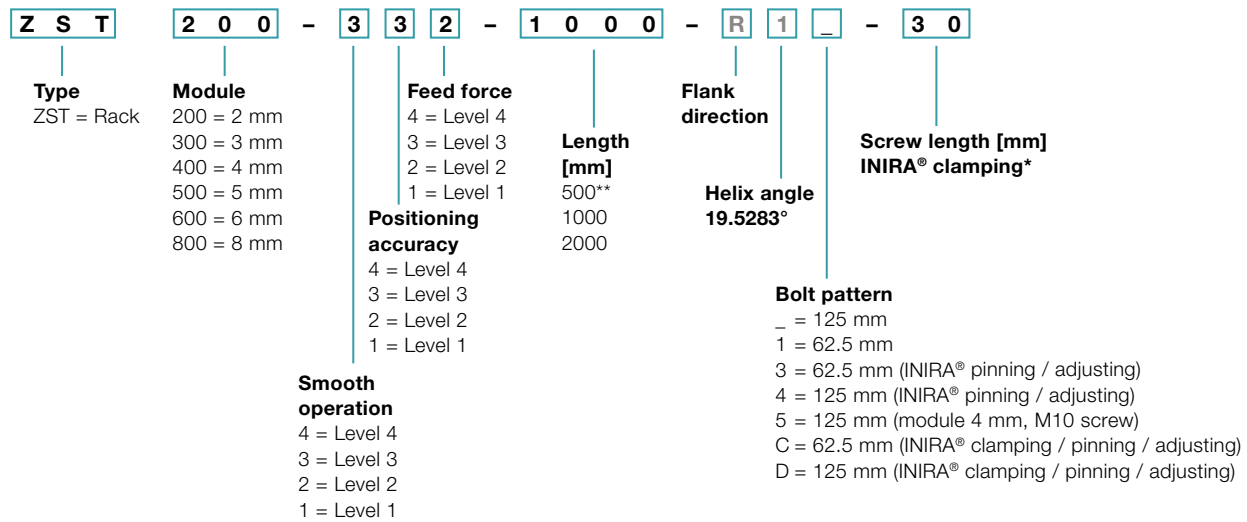 Z S T 2 0 0 – 3 3 2 – 1 0 0 0 – R 1 _ – 3 0
Type
ZST = Rack
Module
200 = 2 mm
300 = 3 mm
400 = 4 mm
500 = 5 mm
600 = 6 mm
800 = 8 mm
Smooth
operation
4 = Level 4
3 = Level 3
2 = Level 2
1 = Level 1
Positioning
accuracy
4 = Level 4
3 = Level 3
2 = Level 2
1 = Level 1
Feed force
4 = Level 4
3 = Level 3
2 = Level 2
1 = Level 1
Length
[mm]
500**
1000
2000
Flank
direction
Helix angle
19.5283°
Bolt pattern
_ = 125 mm
1 = 62.5 mm
3 = 62.5 mm (INIRA® pinning / adjusting)
4 = 125 mm (INIRA® pinning / adjusting)
5 = 125 mm (module 4 mm, M10 screw)
C = 62.5 mm (INIRA® clamping / pinning / adjusting)
D = 125 mm (INIRA® clamping / pinning / adjusting)
Screw length [mm]
INIRA® clamping*